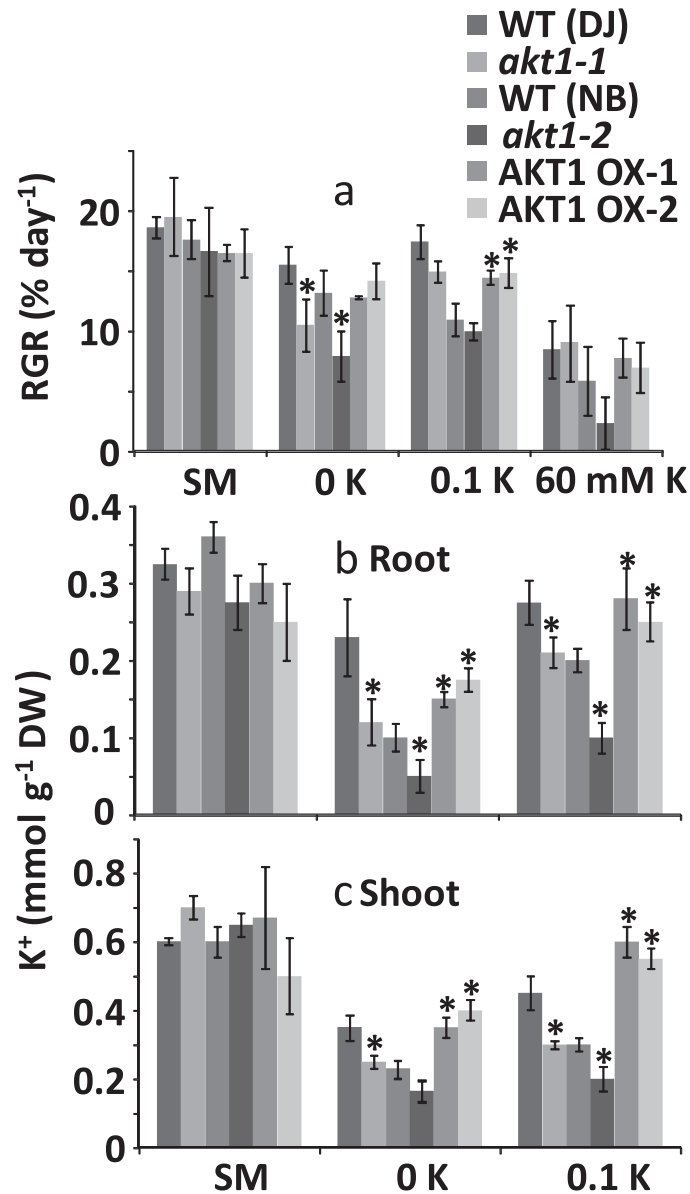 WT (DJ)
akt1-1
WT (NB)
akt1-2
AKT1 OX-1
AKT1 OX-2
a
RGR (% day-1)
20
10
0
* * * *
SM 0 K 0.1 K 60 mM K
b Root
K+ (mmol g-1 DW)
0.4
0.3
0.2
0.1
0
* * * * * * * *
c Shoot
0.8
0.6
0.4
0.2
0
* * * * * * *
SM 0 K 0.1 K